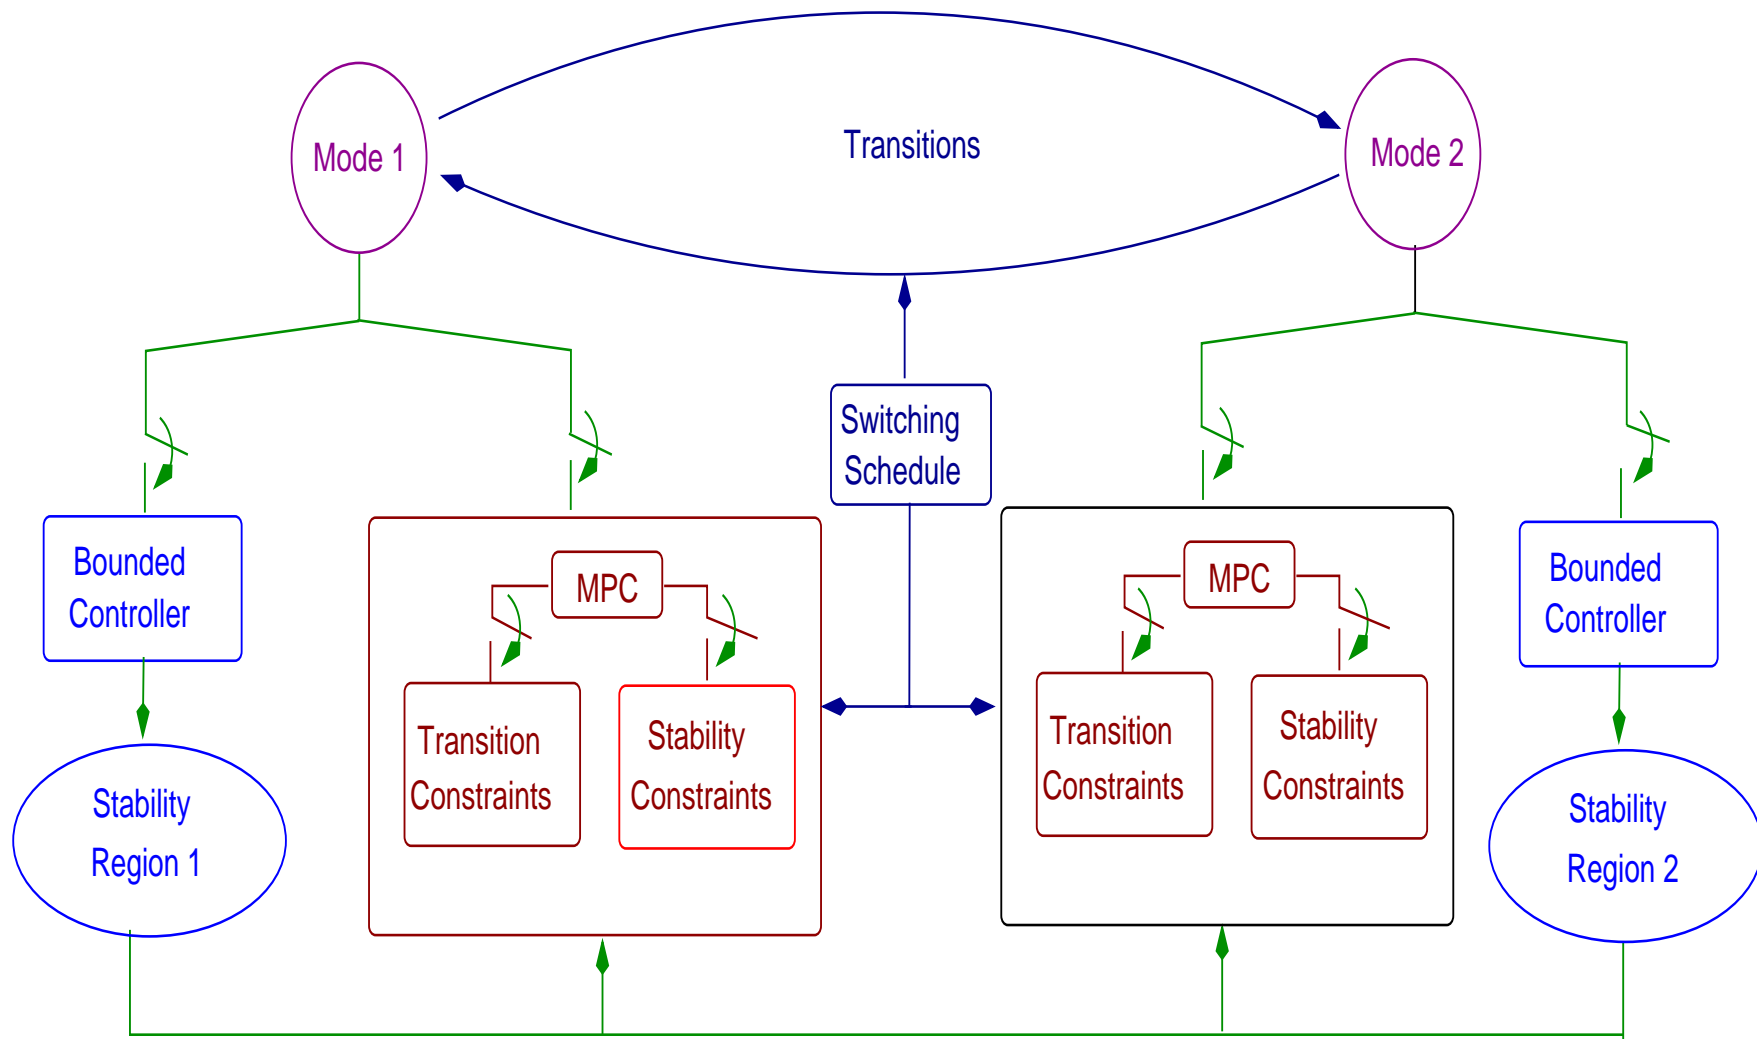 Mode 1
Transitions
Mode 2
Switching
Schedule
Bounded
Controller
MPC
Transition
Constraints
Stability
Constraints
MPC
Transition
Constraints
Stability
Constraints
Bounded
Controller
Stability
Region 1
Stability
Region 2